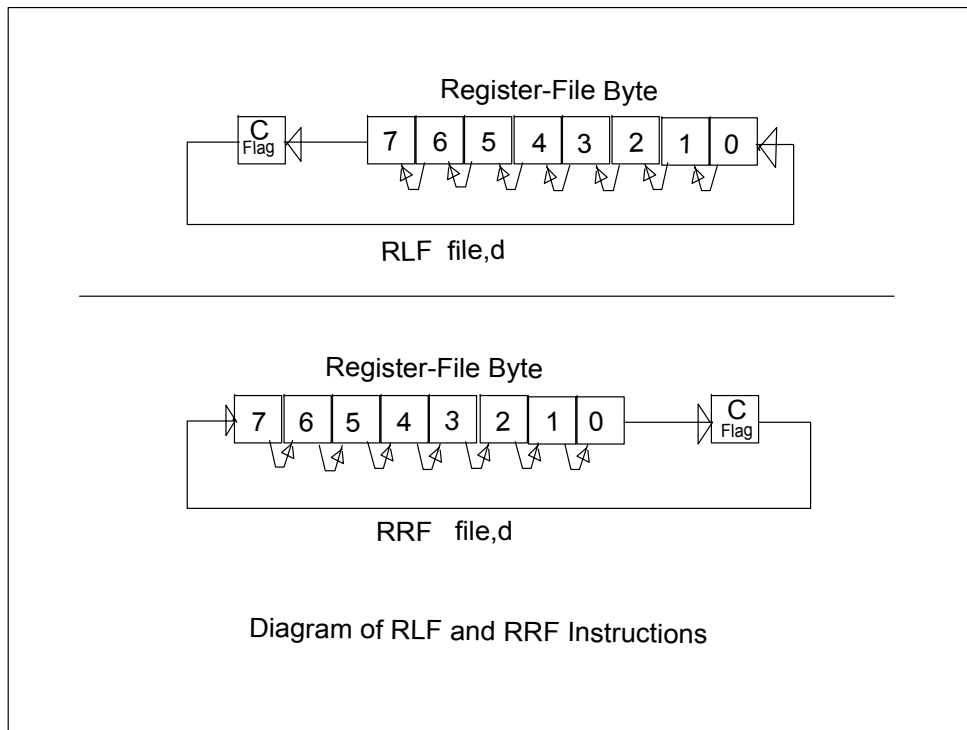 Register-File Byte
C
Flag
7 6 5 4 3 2 1 0
RLF file,d
Register-File Byte
7 6 5 4 3 2 1 0
C
Flag
RRF file,d
Diagram of RLF and RRF Instructions